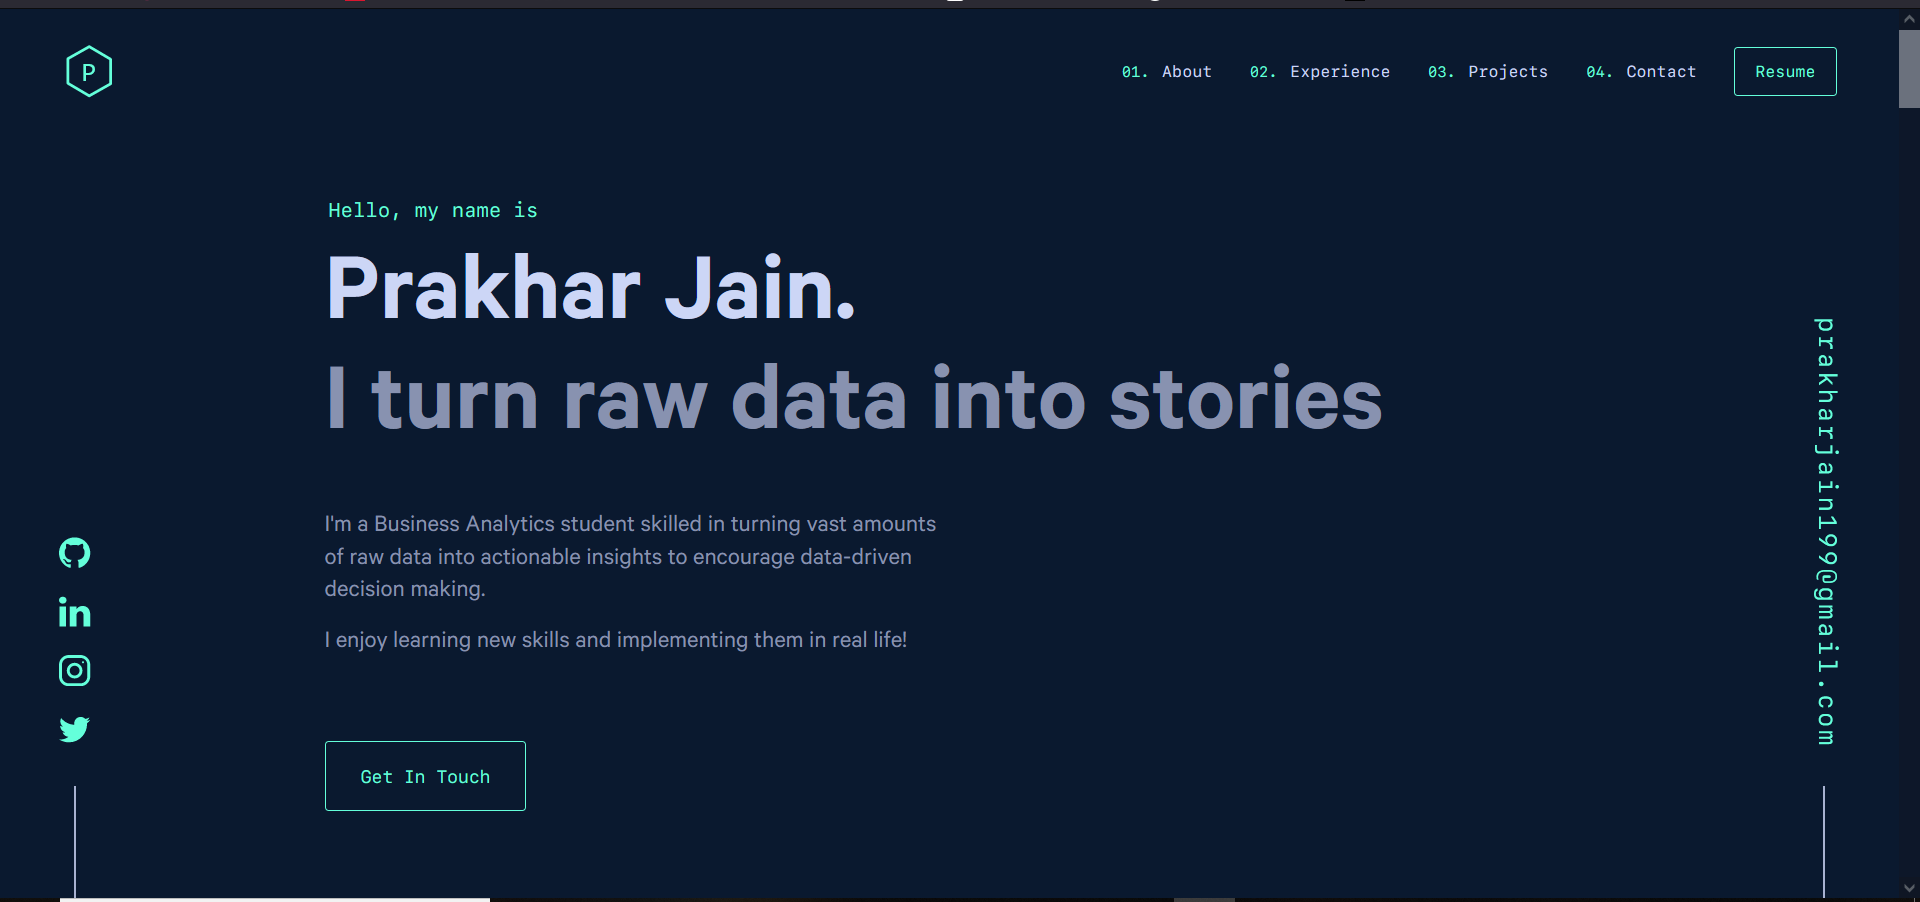 P
01. About
02. Experience
03. Projects
04. Contact
Resume
Hello, my name is
Prakhar Jain.
I turn raw data into stories
I'm a Business Analytics student skilled in turning vast amounts
of raw data into actionable insights to encourage data-driven
decision making.
I enjoy learning new skills and implementing them in real life!
Get In Touch
in
prakharjain199@gmail.com